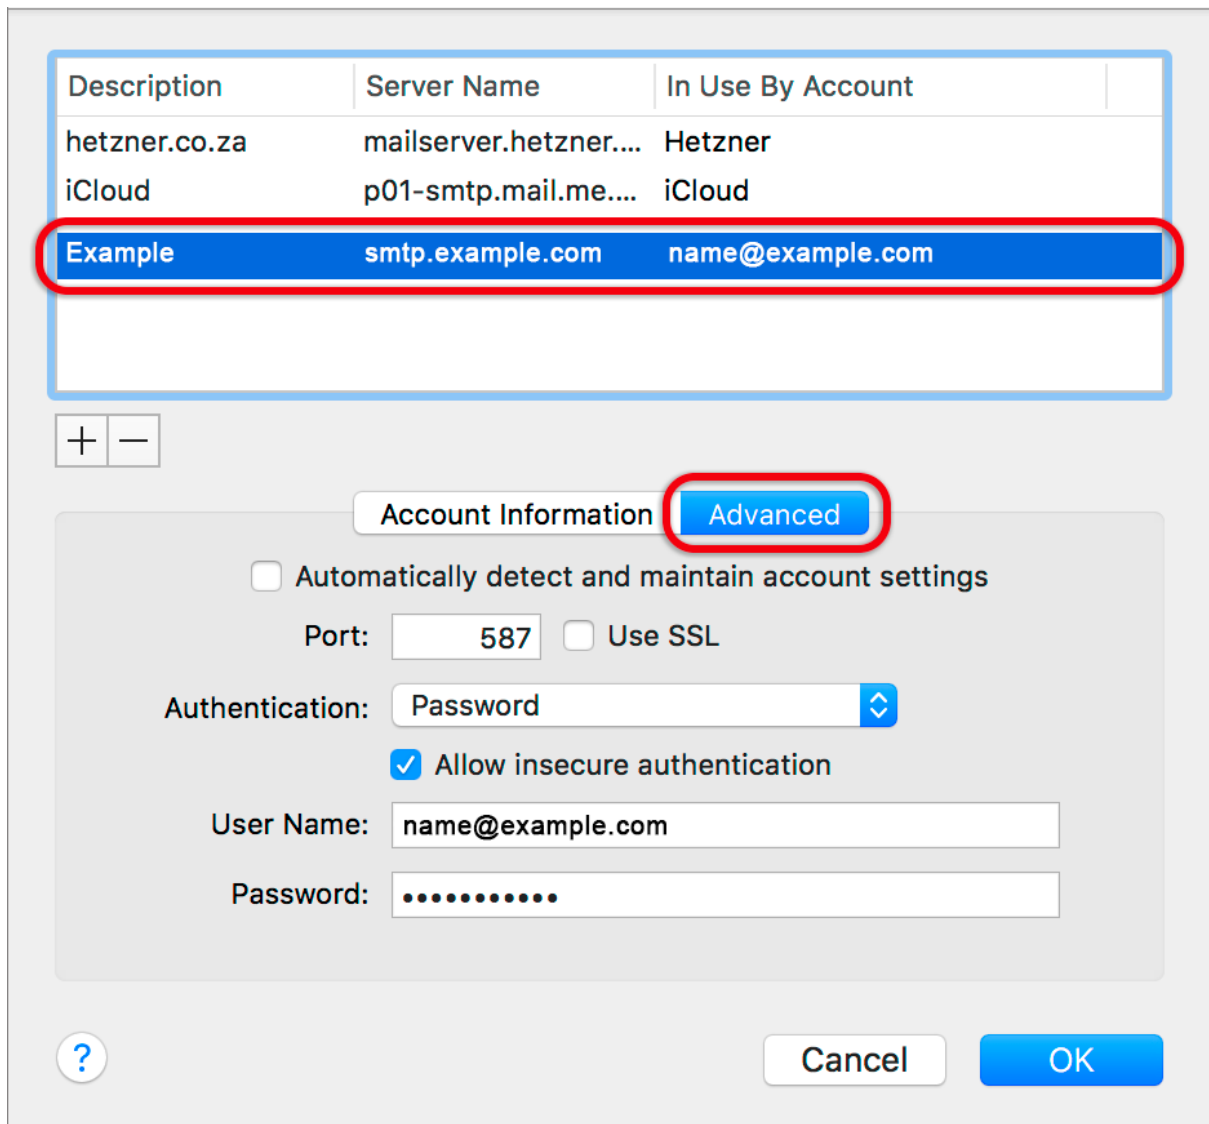 Description Server Name In Use By Account
hetzner.co.za mailserver.hetzner.... Hetzner
iCloud p01-smtp.mail.me.... iCloud
Example smtp.example.com name@example.com
+ −
Account Information Advanced
Automatically detect and maintain account settings
Port: 587 Use SSL
Authentication: Password
Allow insecure authentication
User Name: name@example.com
Password: •••••••••••
? Cancel OK